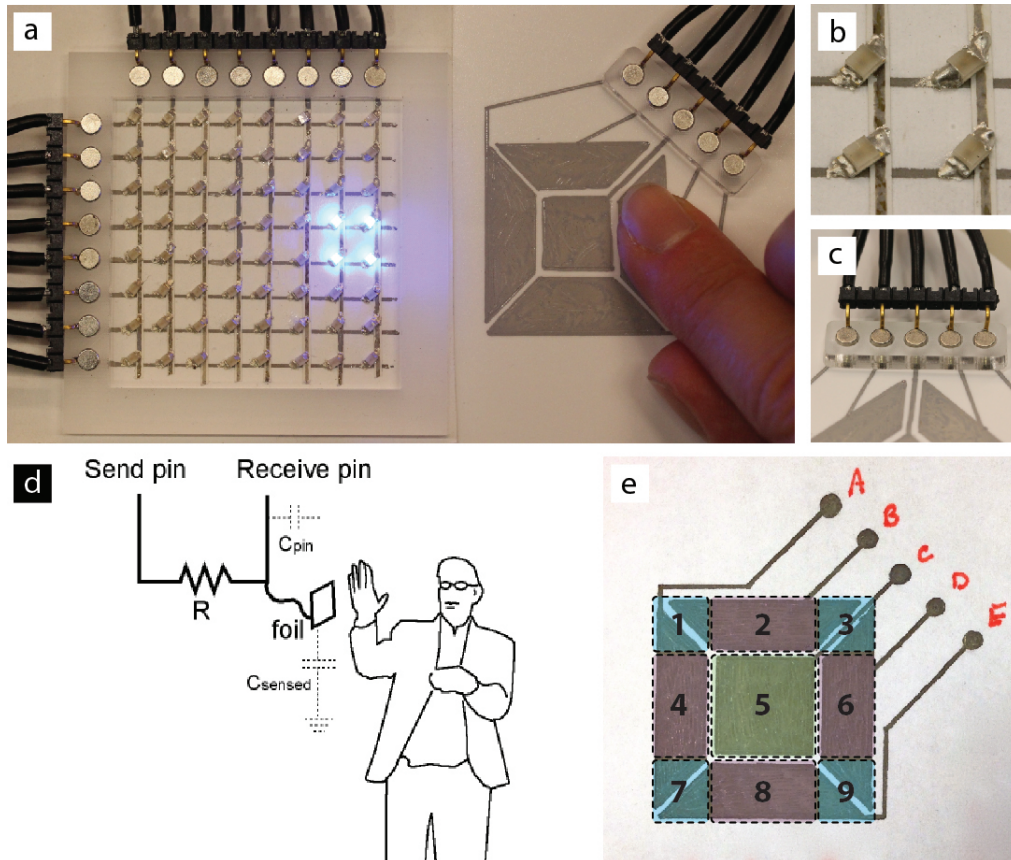 a
b
c
d
Send pin
Receive pin
Cpin
R
foil
Csensed
e
A
B
C
D
E
1 2 3
4 5 6
7 8 9